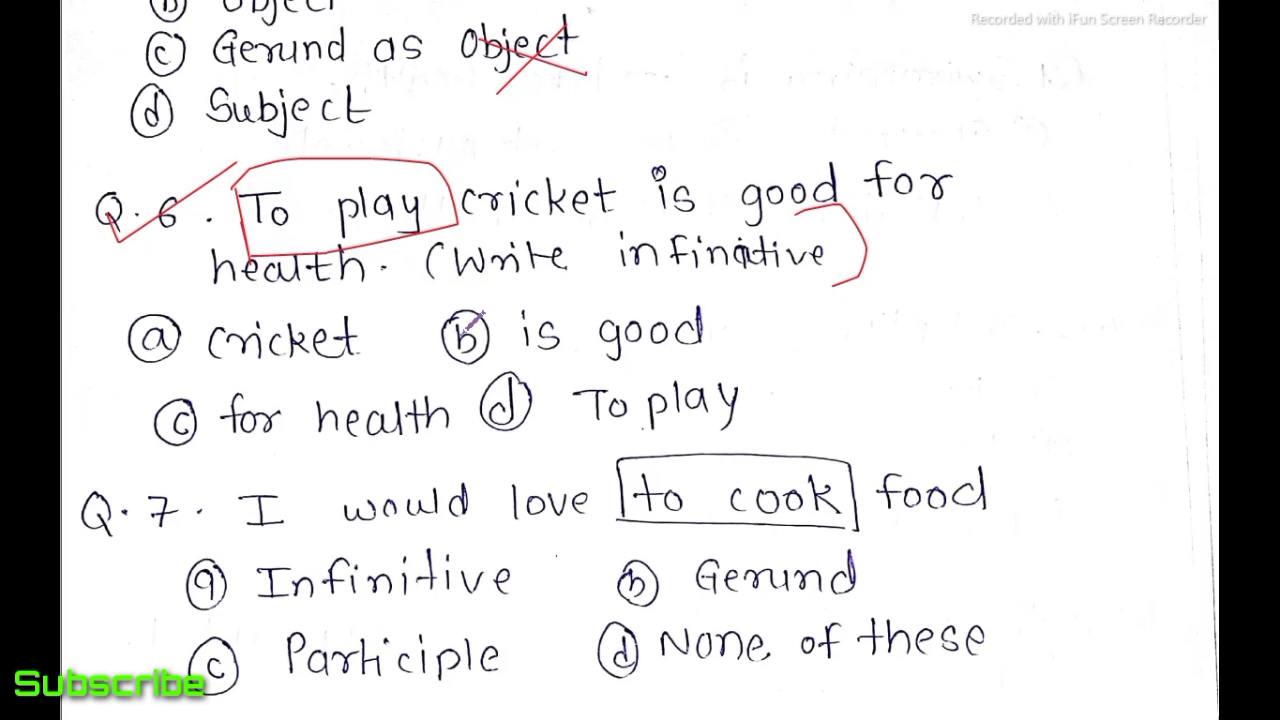 Recorded with iFun Screen Recorder
(b) Object
(c) Gerund as Object
(d) Subject
Q.6. To play cricket is good for
health. (Write infinitive)
(a) cricket (b) is good
(c) for health (d) To play
Q.7. I would love to cook food
(a) Infinitive (b) Gerund
(c) Participle (d) None of these
Subscribe